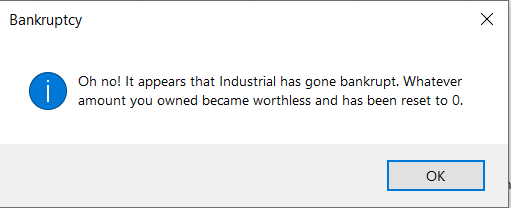 Bankruptcy
Oh no! It appears that Industrial has gone bankrupt. Whatever
amount you owned became worthless and has been reset to 0.
OK